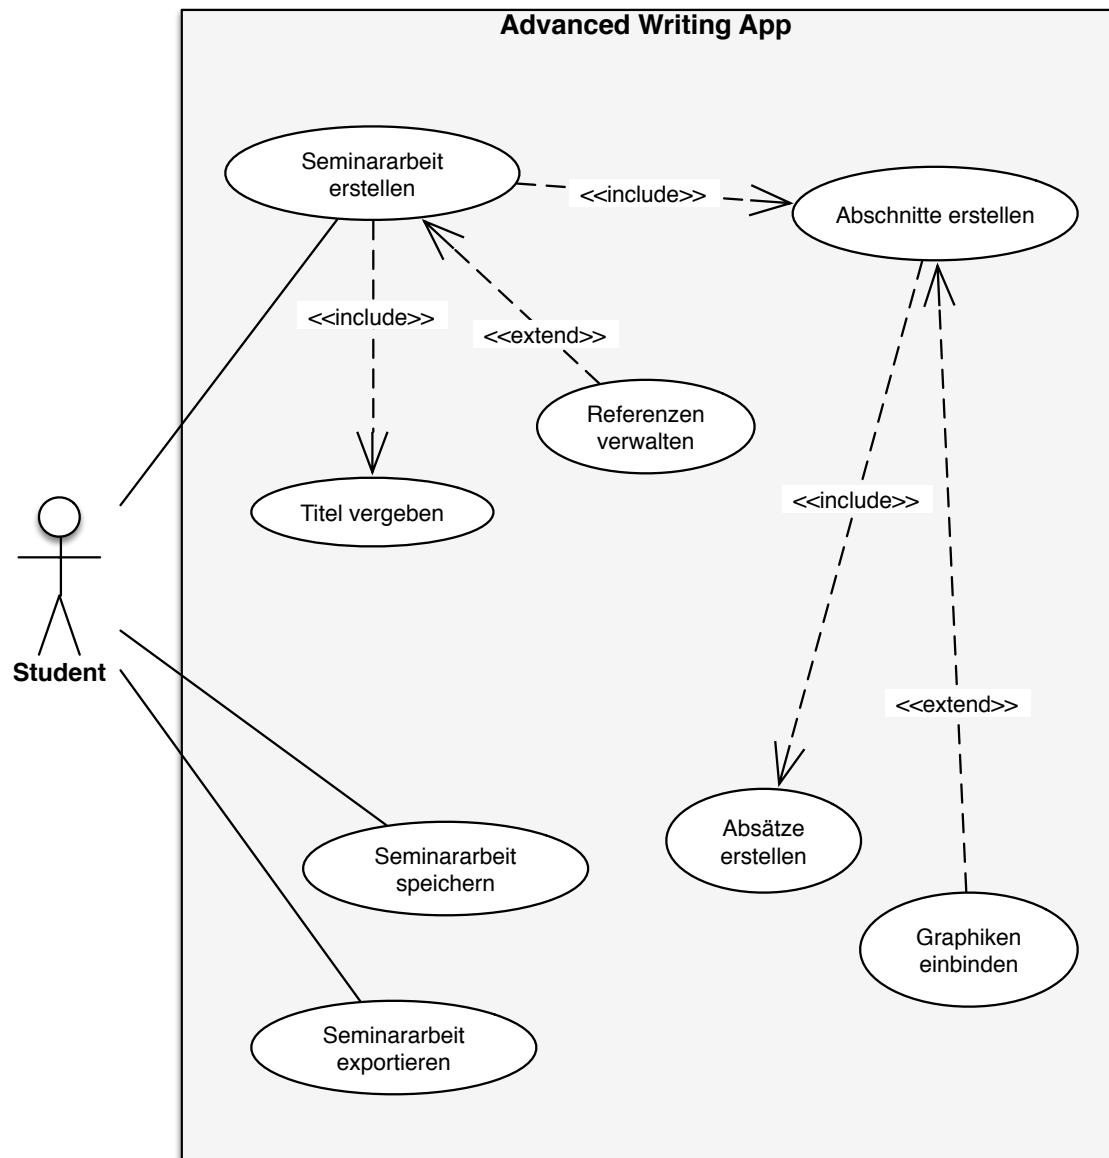 Advanced Writing App
Seminararbeit
erstellen
<<include>>
Abschnitte erstellen
<<include>>
<<extend>>
Referenzen
verwalten
Titel vergeben
<<include>>
Student
<<extend>>
Absätze
erstellen
Seminararbeit
speichern
Graphiken
einbinden
Seminararbeit
exportieren